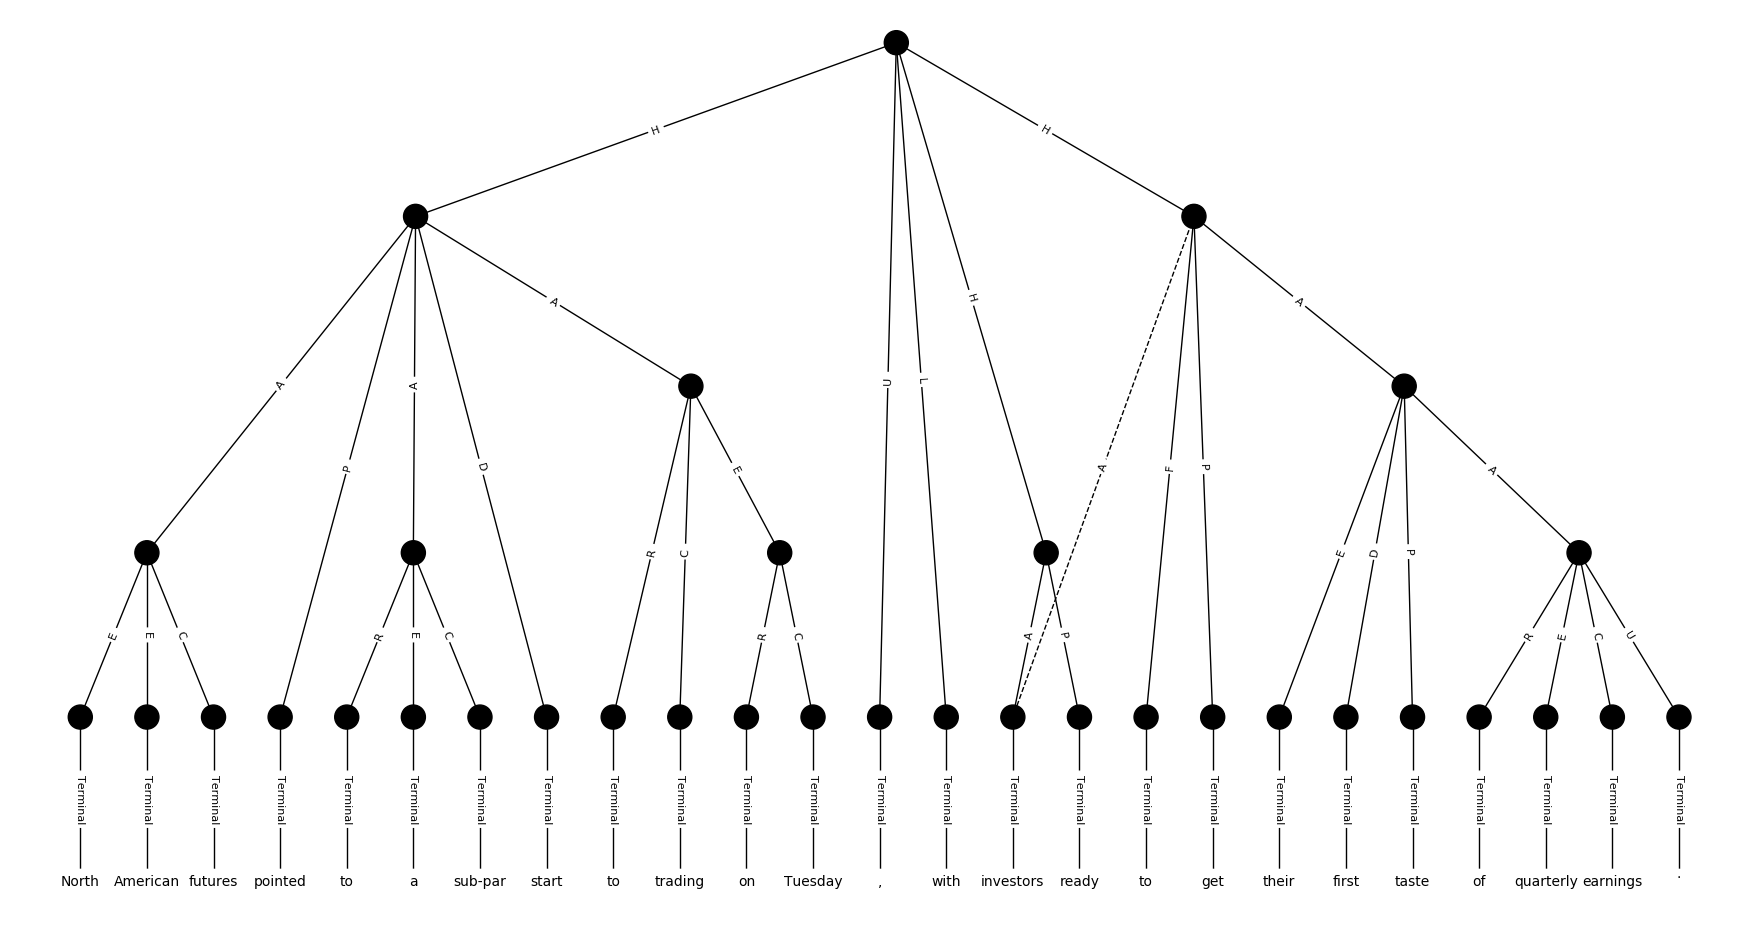 H H
H
A A A
U L
A
P D A F P A
E
R C E D P
E E C R E C R C A P R E C U
Terminal Terminal Terminal Terminal Terminal Terminal Terminal Terminal Terminal Terminal Terminal Terminal Terminal Terminal Terminal Terminal Terminal Terminal Terminal Terminal Terminal Terminal Terminal Terminal Terminal
North American futures pointed to a sub-par start to trading on Tuesday , with investors ready to get their first taste of quarterly earnings .